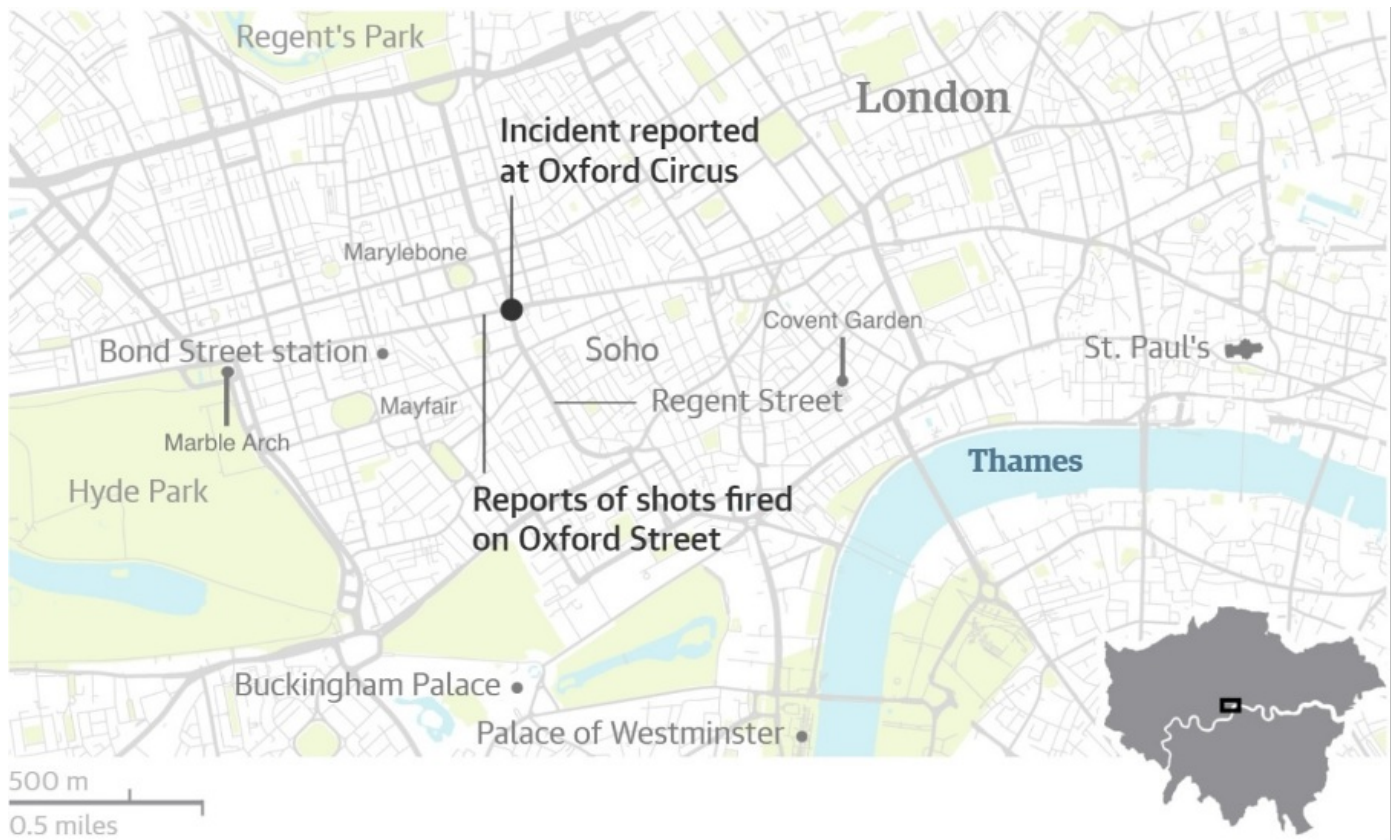 Regent's Park
London
Incident reported
at Oxford Circus
Marylebone
Covent Garden
Bond Street station
Soho
St. Paul's
Mayfair
Regent Street
Marble Arch
Thames
Hyde Park
Reports of shots fired
on Oxford Street
Buckingham Palace
Palace of Westminster
500 m
0.5 miles